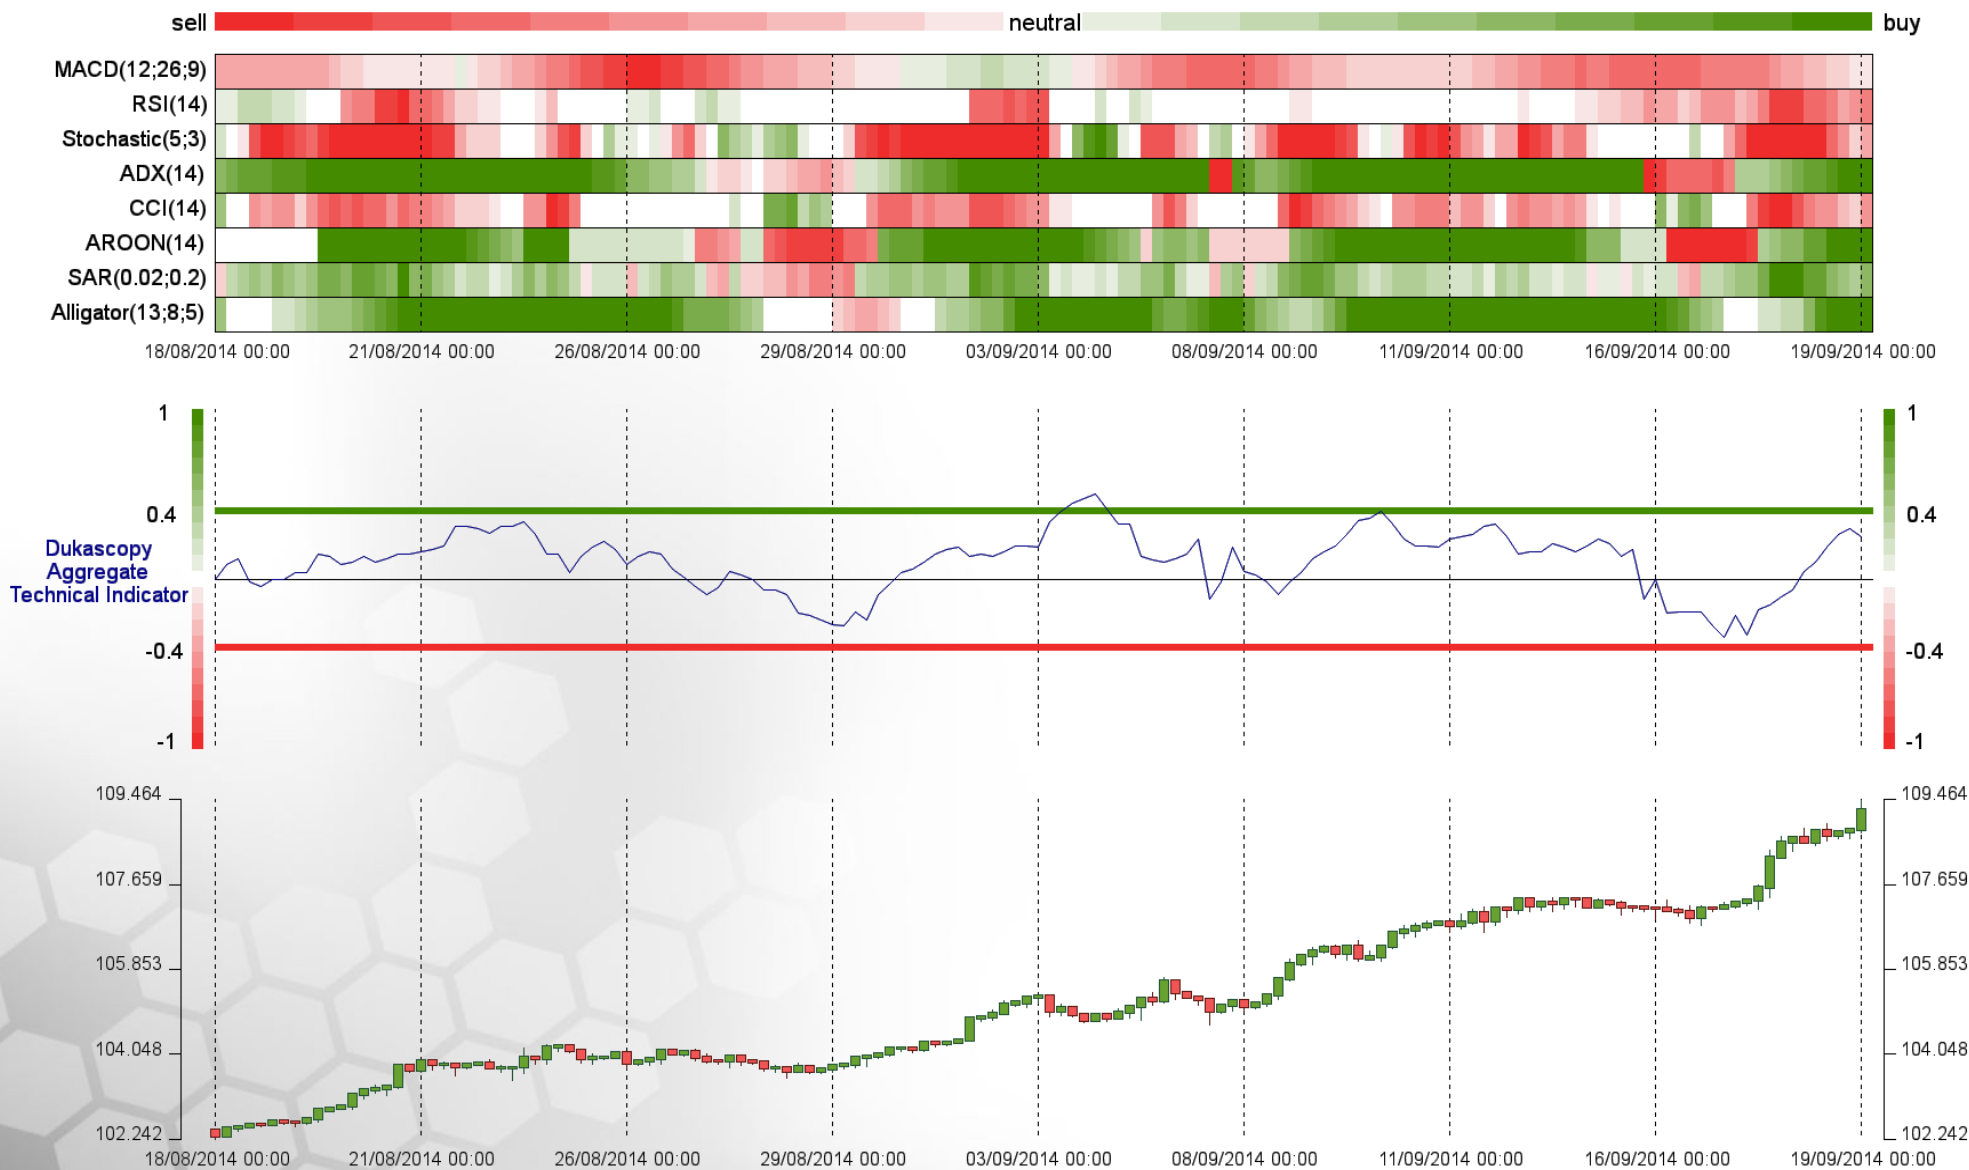 sell neutral buy
MACD(12;26;9)
RSI(14)
Stochastic(5;3)
ADX(14)
CCI(14)
AROON(14)
SAR(0.02;0.2)
Alligator(13;8;5)
18/08/2014 00:00 21/08/2014 00:00 26/08/2014 00:00 29/08/2014 00:00 03/09/2014 00:00 08/09/2014 00:00 11/09/2014 00:00 16/09/2014 00:00 19/09/2014 00:00
1 1
0.4 0.4
Dukascopy
Aggregate
Technical Indicator
-0.4 -0.4
-1 -1
109.464 109.464
107.659 107.659
105.853 105.853
104.048 104.048
102.242 102.242
18/08/2014 00:00 21/08/2014 00:00 26/08/2014 00:00 29/08/2014 00:00 03/09/2014 00:00 08/09/2014 00:00 11/09/2014 00:00 16/09/2014 00:00 19/09/2014 00:00